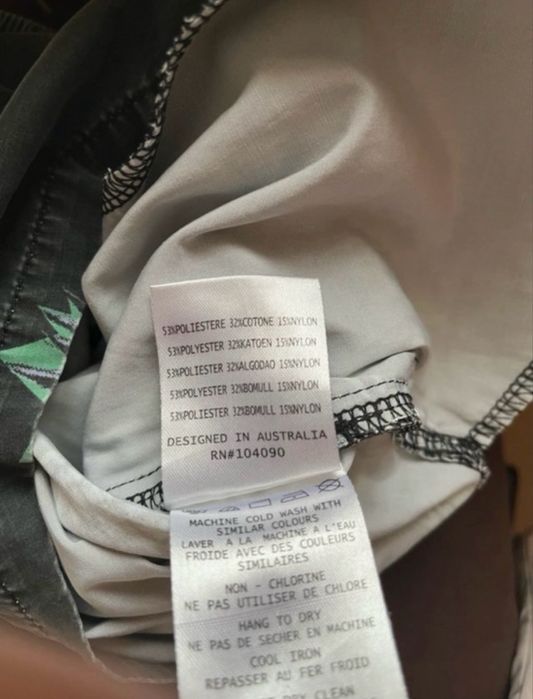 53%POLIESTERE 32%COTONE 15%NYLON
53%POLYESTER 32%KATOEN 15%NYLON
53%POLIESTER 32%ALGODAO 15%NYLON
53%POLYESTER 32%BOMULL 15%NYLON
53%POLIESTER 32%BOMULL 15%NYLON
DESIGNED IN AUSTRALIA
RN#104090
MACHINE COLD WASH WITH
SIMILAR COLOURS
LAVER A LA MACHINE A L'EAU
FROIDE AVEC DES COULEURS
SIMILAIRES
NON - CHLORINE
NE PAS UTILISER DE CHLORE
HANG TO DRY
NE PAS DE SECHER EN MACHINE
COOL IRON
REPASSER AU FER FROID
DRY CLEAN